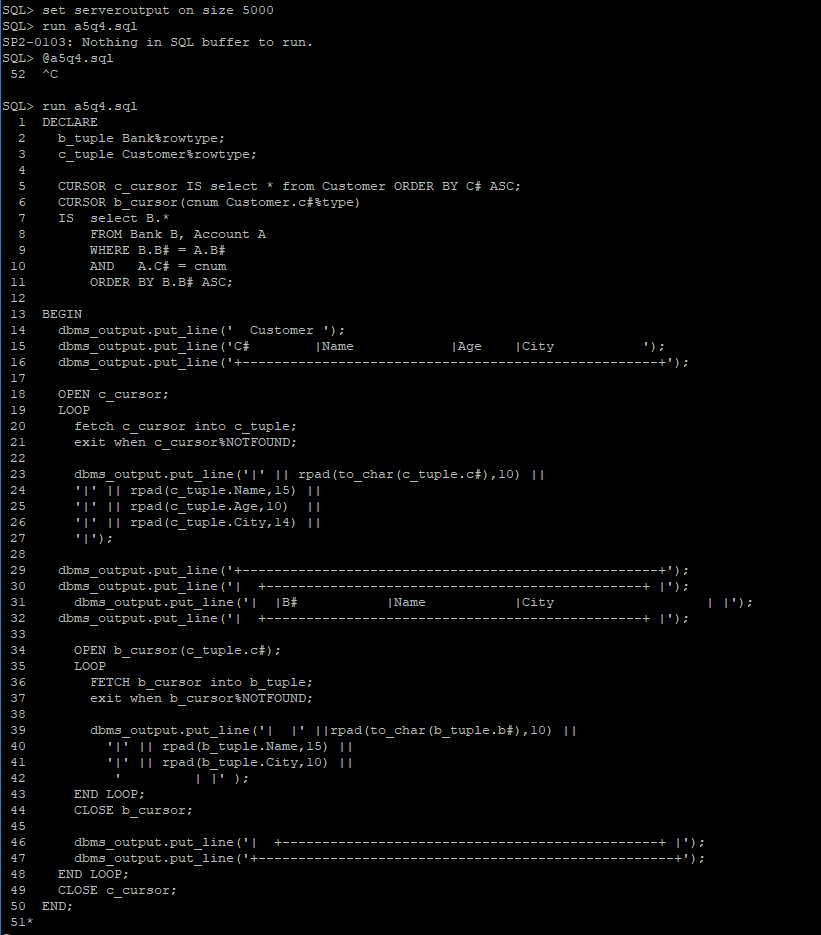 SQL> set serveroutput on size 5000
SQL> run a5q4.sql
SP2-0103: Nothing in SQL buffer to run.
SQL> @a5q4.sql
 52  ^C

SQL> run a5q4.sql
  1  DECLARE
  2    b_tuple Bank%rowtype;
  3    c_tuple Customer%rowtype;
  4
  5    CURSOR c_cursor IS select * from Customer ORDER BY C# ASC;
  6    CURSOR b_cursor(cnum Customer.c#%type)
  7    IS  select B.*
  8        FROM Bank B, Account A
  9        WHERE B.B# = A.B#
 10        AND   A.C# = cnum
 11        ORDER BY B.B# ASC;
 12
 13  BEGIN
 14    dbms_output.put_line('  Customer ');
 15    dbms_output.put_line('C#        |Name            |Age    |City           ');
 16    dbms_output.put_line('+----------------------------------------------------+');
 17
 18    OPEN c_cursor;
 19    LOOP
 20      fetch c_cursor into c_tuple;
 21      exit when c_cursor%NOTFOUND;
 22
 23      dbms_output.put_line('|' || rpad(to_char(c_tuple.c#),10) ||
 24      '|' || rpad(c_tuple.Name,15) ||
 25      '|' || rpad(c_tuple.Age,10)  ||
 26      '|' || rpad(c_tuple.City,14) ||
 27      '|');
 28
 29    dbms_output.put_line('+----------------------------------------------------+');
 30    dbms_output.put_line('|  +-----------------------------------------------+ |');
 31      dbms_output.put_line('|  |B#           |Name           |City                   | |');
 32    dbms_output.put_line('|  +-----------------------------------------------+ |');
 33
 34      OPEN b_cursor(c_tuple.c#);
 35      LOOP
 36        FETCH b_cursor into b_tuple;
 37        exit when b_cursor%NOTFOUND;
 38
 39        dbms_output.put_line('|  |' ||rpad(to_char(b_tuple.b#),10) ||
 40          '|' || rpad(b_tuple.Name,15) ||
 41          '|' || rpad(b_tuple.City,10) ||
 42           '         | |' );
 43      END LOOP;
 44      CLOSE b_cursor;
 45
 46      dbms_output.put_line('|  +-----------------------------------------------+ |');
 47      dbms_output.put_line('+----------------------------------------------------+');
 48    END LOOP;
 49    CLOSE c_cursor;
 50  END;
 51*